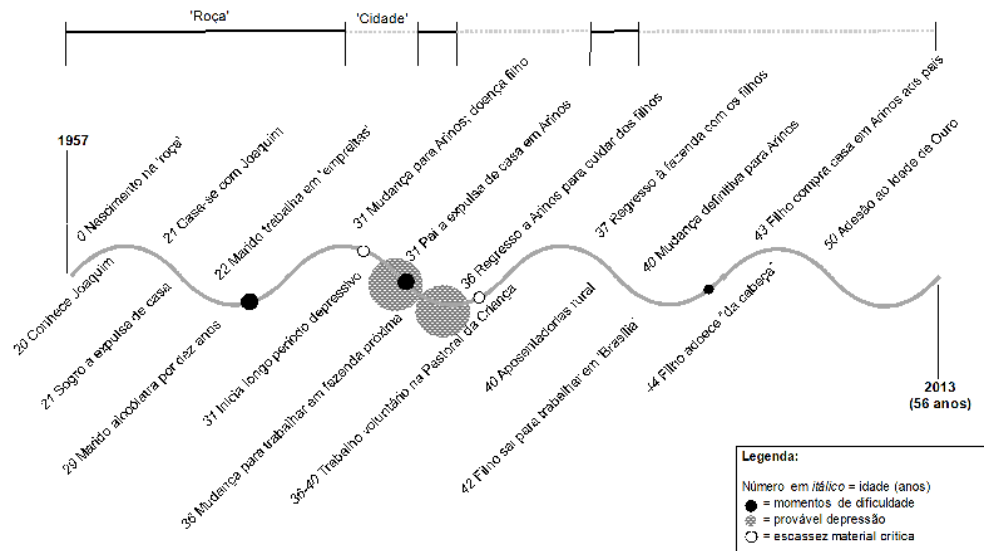 'Roça'
'Cidade'
1957
0 Nascimento na 'roça'
21 Casa-se com Joaquim
22 Marido trabalha em 'empreitas'
31 Mudança para Arinos; doença filho
31 Pai a expulsa de casa em Arinos
36 Regresso a Arinos para cuidar dos filhos
37 Regresso à fazenda com os filhos
40 Mudança definitiva para Arinos
43 Filho compra casa em Arinos aos pais
50 Adesão ao Idade de Ouro
20 Conhece Joaquim
21 Sogro a expulsa de casa
29 Marido alcoólatra por dez anos
31 Inicia longo período depressivo
36 Mudança para trabalhar em fazenda próxima
36-40 Trabalho voluntário na Pastoral da Criança
40 Aposentadorias rural
42 Filho sai para trabalhar em 'Brasília'
44 Filho adoece "da cabeça"
2013
(56 anos)
Legenda:
Número em itálico = idade (anos)
= momentos de dificuldade
= provável depressão
= escassez material crítica